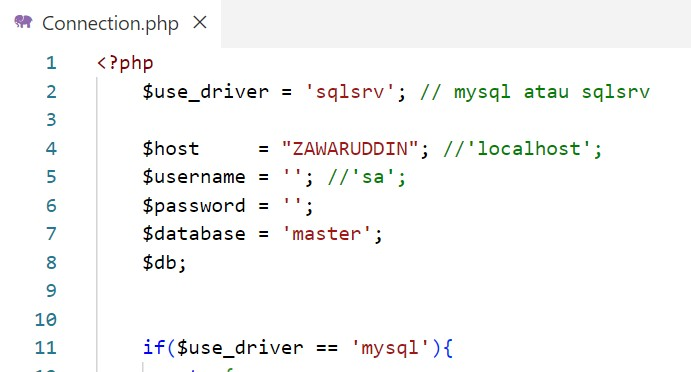 Connection.php ×
1 <?php
2 $use_driver = 'sqlsrv'; // mysql atau sqlsrv
3
4 $host     = "ZAWARUDDIN"; //'localhost';
5 $username = ''; //'sa';
6 $password = '';
7 $database = 'master';
8 $db;
9
10
11 if($use_driver == 'mysql'){